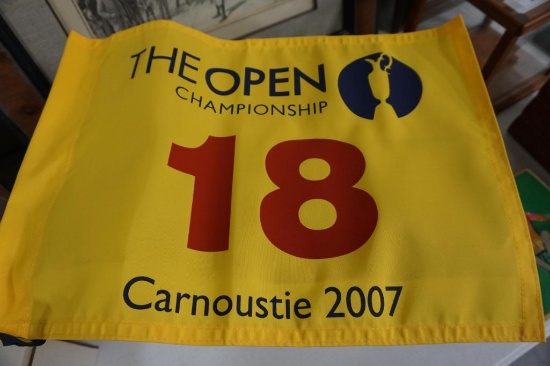 THE OPEN
CHAMPIONSHIP
18
Carnoustie 2007